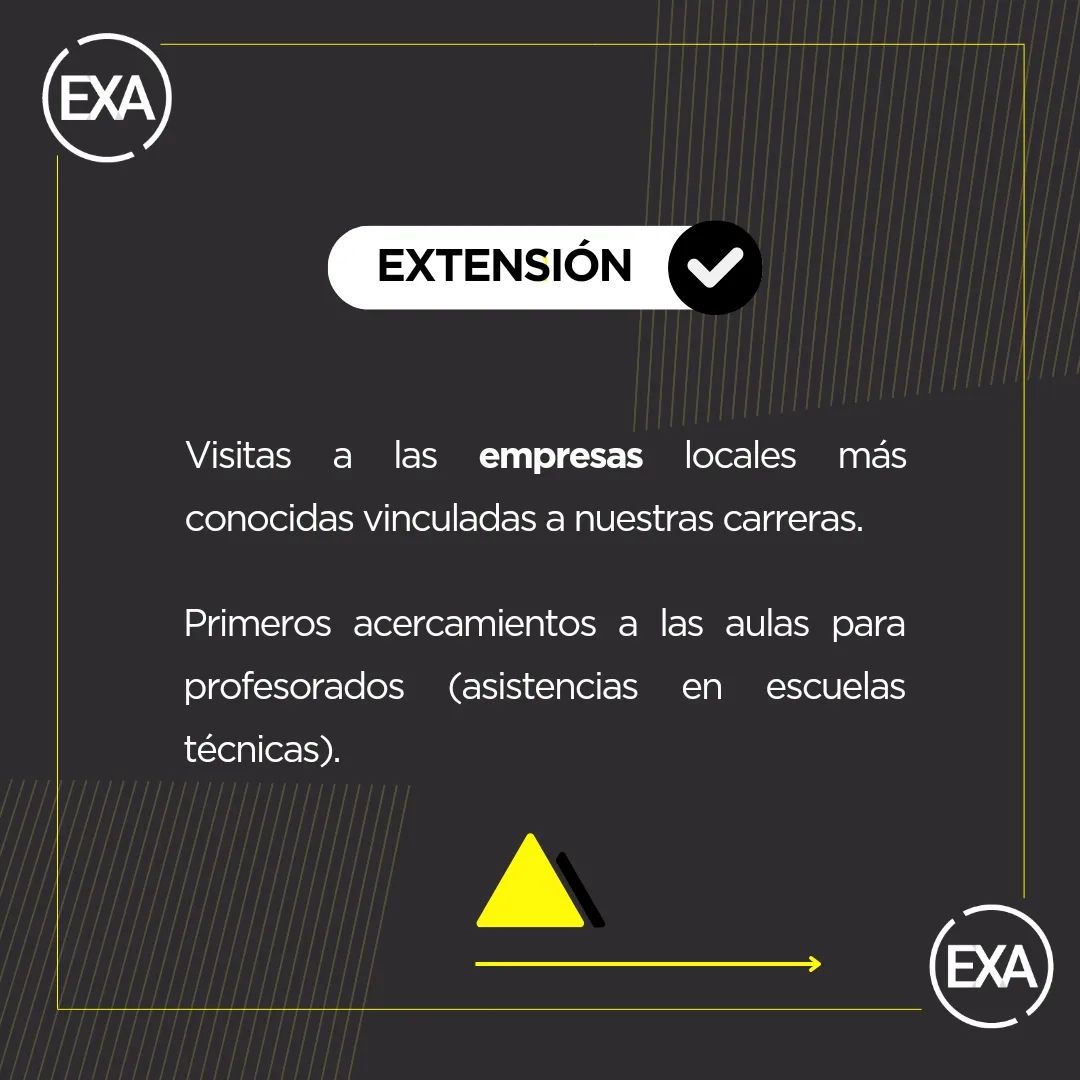 EXA
EXTENSIÓN
Visitas a las empresas locales más
conocidas vinculadas a nuestras carreras.
Primeros acercamientos a las aulas para
profesorados (asistencias en escuelas
técnicas).
EXA